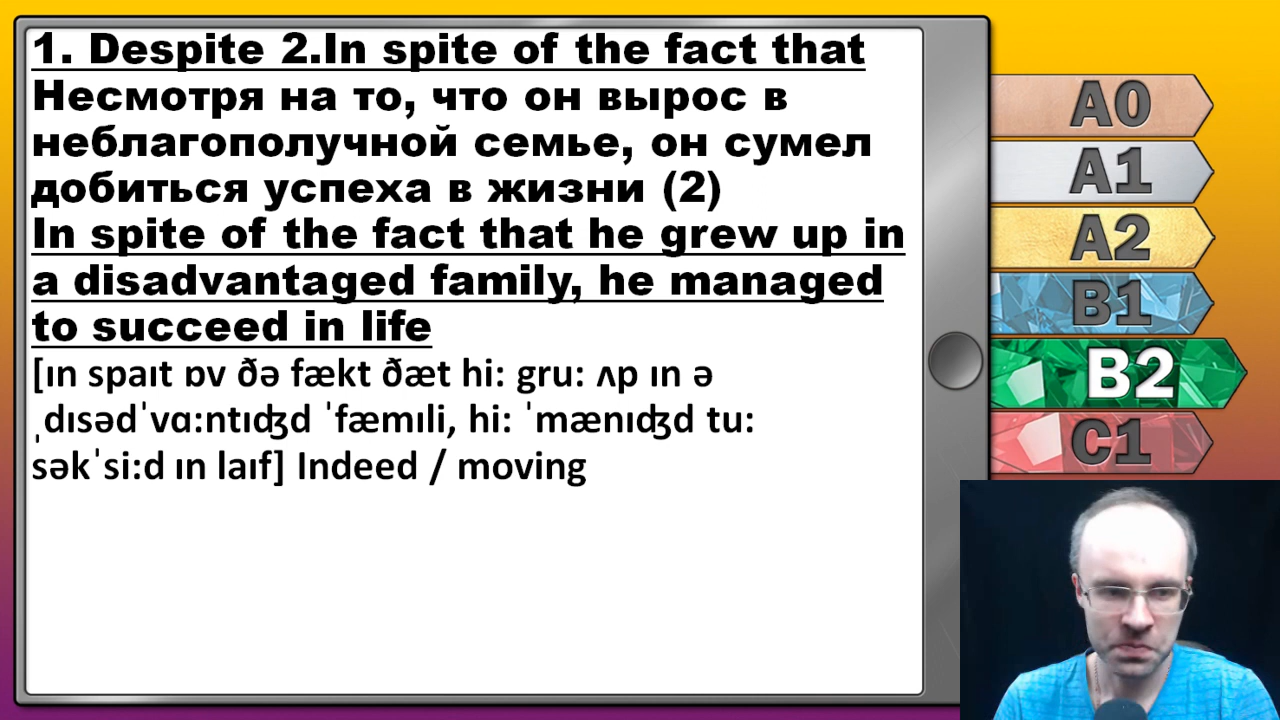 1. Despite 2.In spite of the fact that
Несмотря на то, что он вырос в
неблагополучной семье, он сумел
добиться успеха в жизни (2)
In spite of the fact that he grew up in
a disadvantaged family, he managed
to succeed in life
[ɪn spaɪt ɒv ðə fækt ðæt hi: gru: ʌp ɪn ə
ˌdɪsədˈvɑ:ntɪʤd ˈfæmɪli, hi: ˈmænɪʤd tu:
səkˈsi:d ɪn laɪf] Indeed / moving
A0
A1
A2
B1
B2
C1